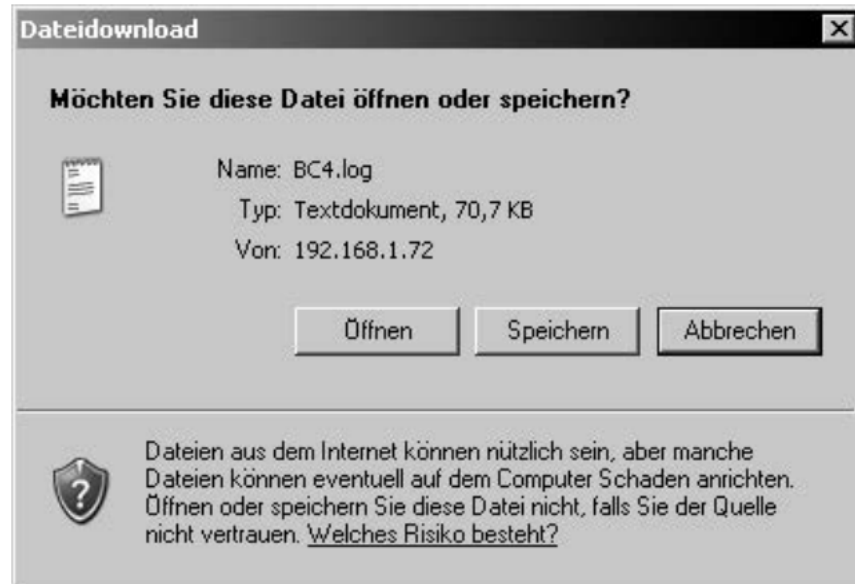 Dateidownload
Möchten Sie diese Datei öffnen oder speichern?
Name: BC4.log
Typ: Textdokument, 70,7 KB
Von: 192.168.1.72
Öffnen Speichern Abbrechen
Dateien aus dem Internet können nützlich sein, aber manche
Dateien können eventuell auf dem Computer Schaden anrichten.
Öffnen oder speichern Sie diese Datei nicht, falls Sie der Quelle
nicht vertrauen. Welches Risiko besteht?